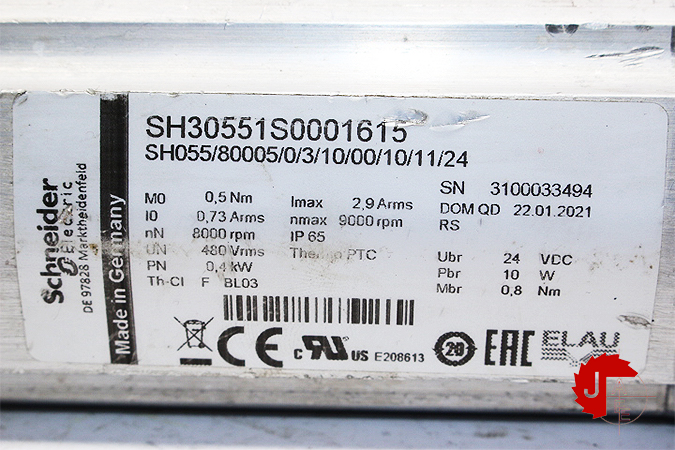 Schneider
Electric
DE 97828 Marktheidenfeld
Made in Germany
SH30551S0001615
SH055/80005/0/3/10/00/10/11/24
SN 3100033494
DOM QD 22.01.2021
RS
M0 0,5 Nm
I0 0,73 Arms
nN 8000 rpm
UN 480 Vrms
PN 0,4 kW
Th-Cl F BL03
Imax 2,9 Arms
nmax 9000 rpm
IP 65
Thermo PTC
Ubr 24 VDC
Pbr 10 W
Mbr 0,8 Nm
CE
c RU US E208613
20
EAC
ELAU
J